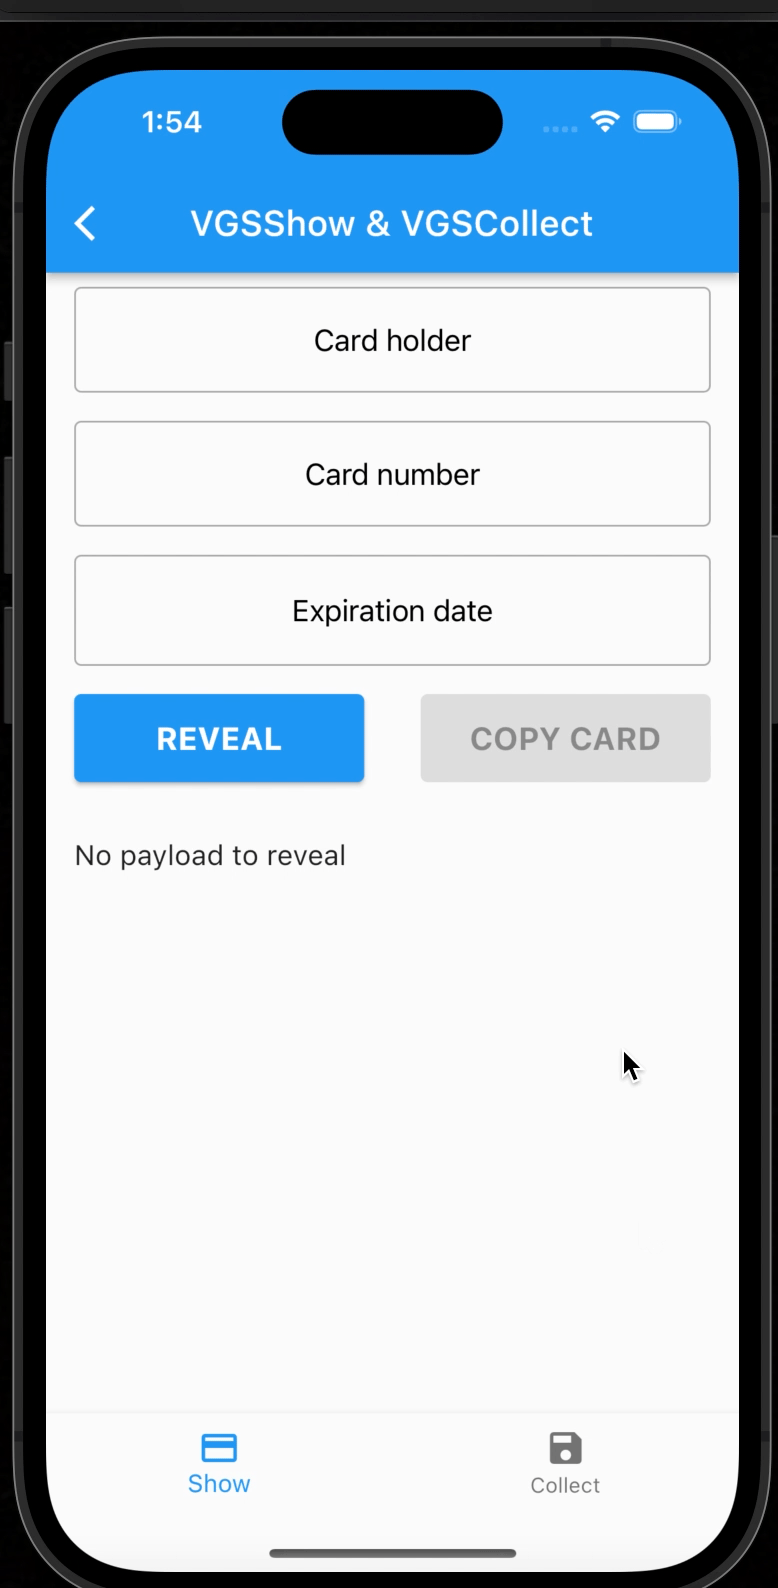 1:54
VGSShow & VGSCollect
Card holder
Card number
Expiration date
REVEAL
COPY CARD
No payload to reveal
Show
Collect